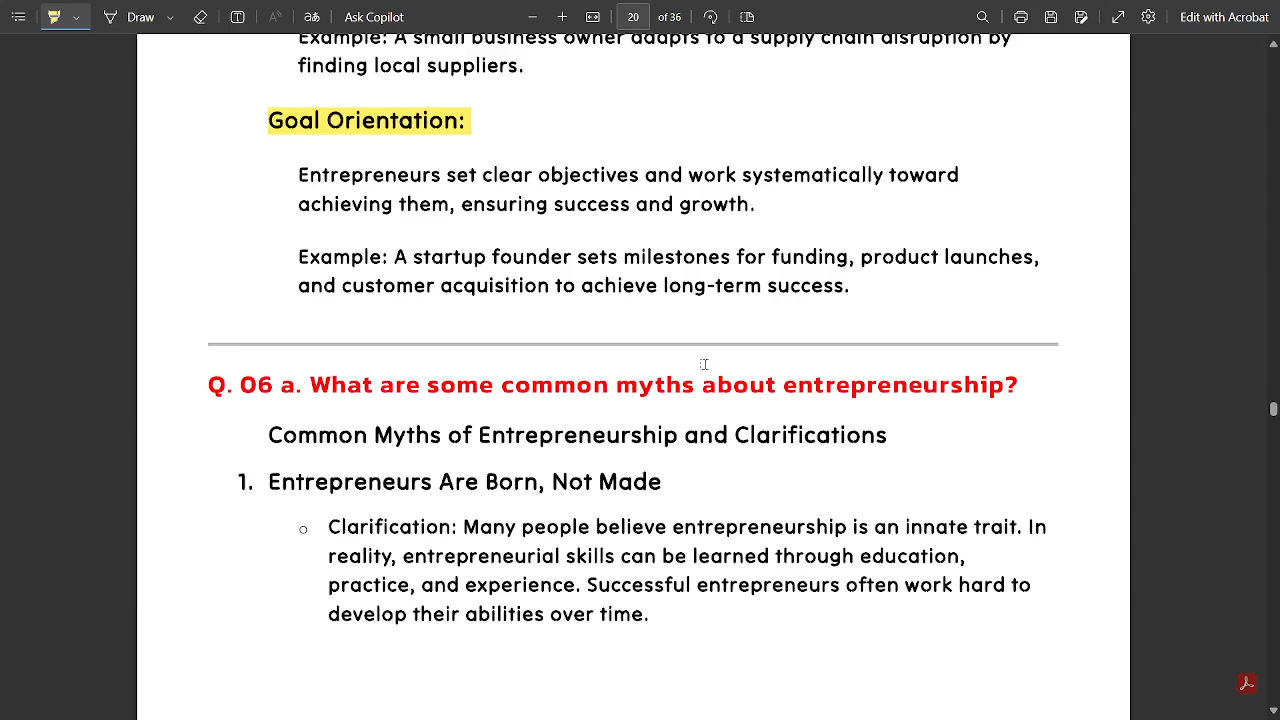 Draw
Ask Copilot
20 of 36
Edit with Acrobat
Example: A small business owner adapts to a supply chain disruption by
finding local suppliers.
Goal Orientation:
Entrepreneurs set clear objectives and work systematically toward
achieving them, ensuring success and growth.
Example: A startup founder sets milestones for funding, product launches,
and customer acquisition to achieve long-term success.
Q. 06 a. What are some common myths about entrepreneurship?
Common Myths of Entrepreneurship and Clarifications
1. Entrepreneurs Are Born, Not Made
○ Clarification: Many people believe entrepreneurship is an innate trait. In
reality, entrepreneurial skills can be learned through education,
practice, and experience. Successful entrepreneurs often work hard to
develop their abilities over time.